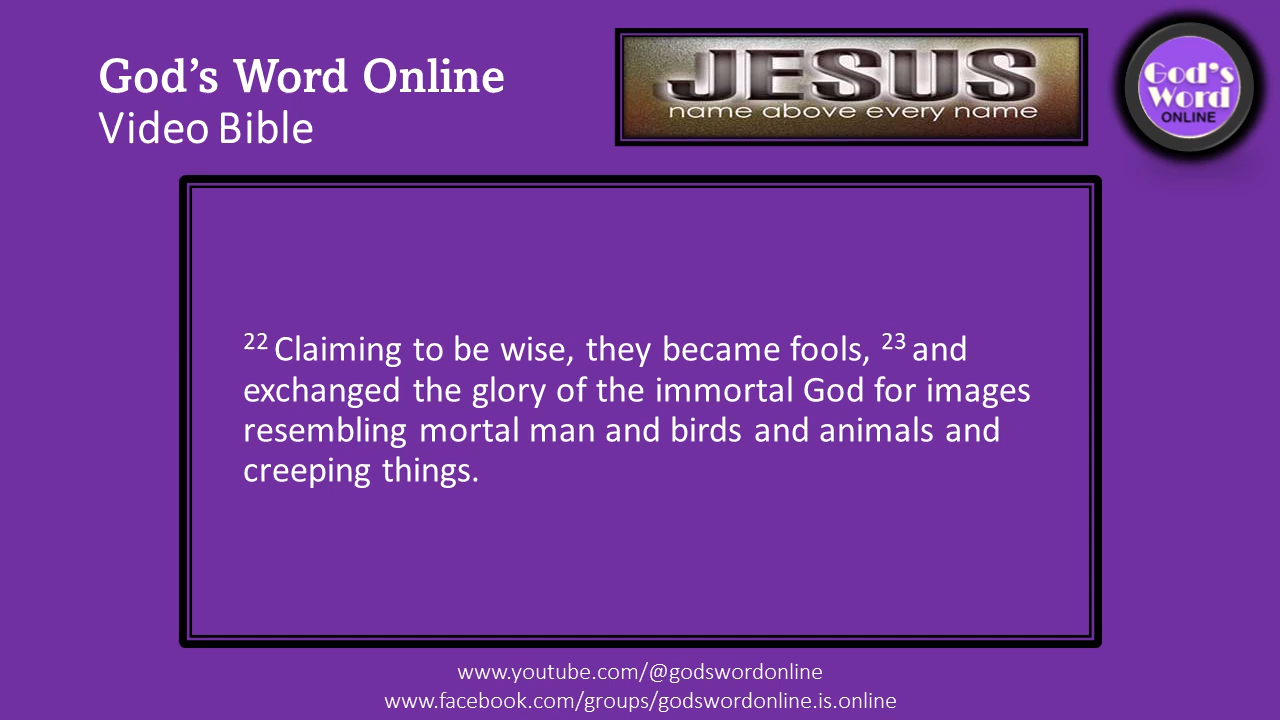 God's Word Online
Video Bible
JESUS
name above every name
God's
Word
ONLINE
22 Claiming to be wise, they became fools, 23 and
exchanged the glory of the immortal God for images
resembling mortal man and birds and animals and
creeping things.
www.youtube.com/@godswordonline
www.facebook.com/groups/godswordonline.is.online